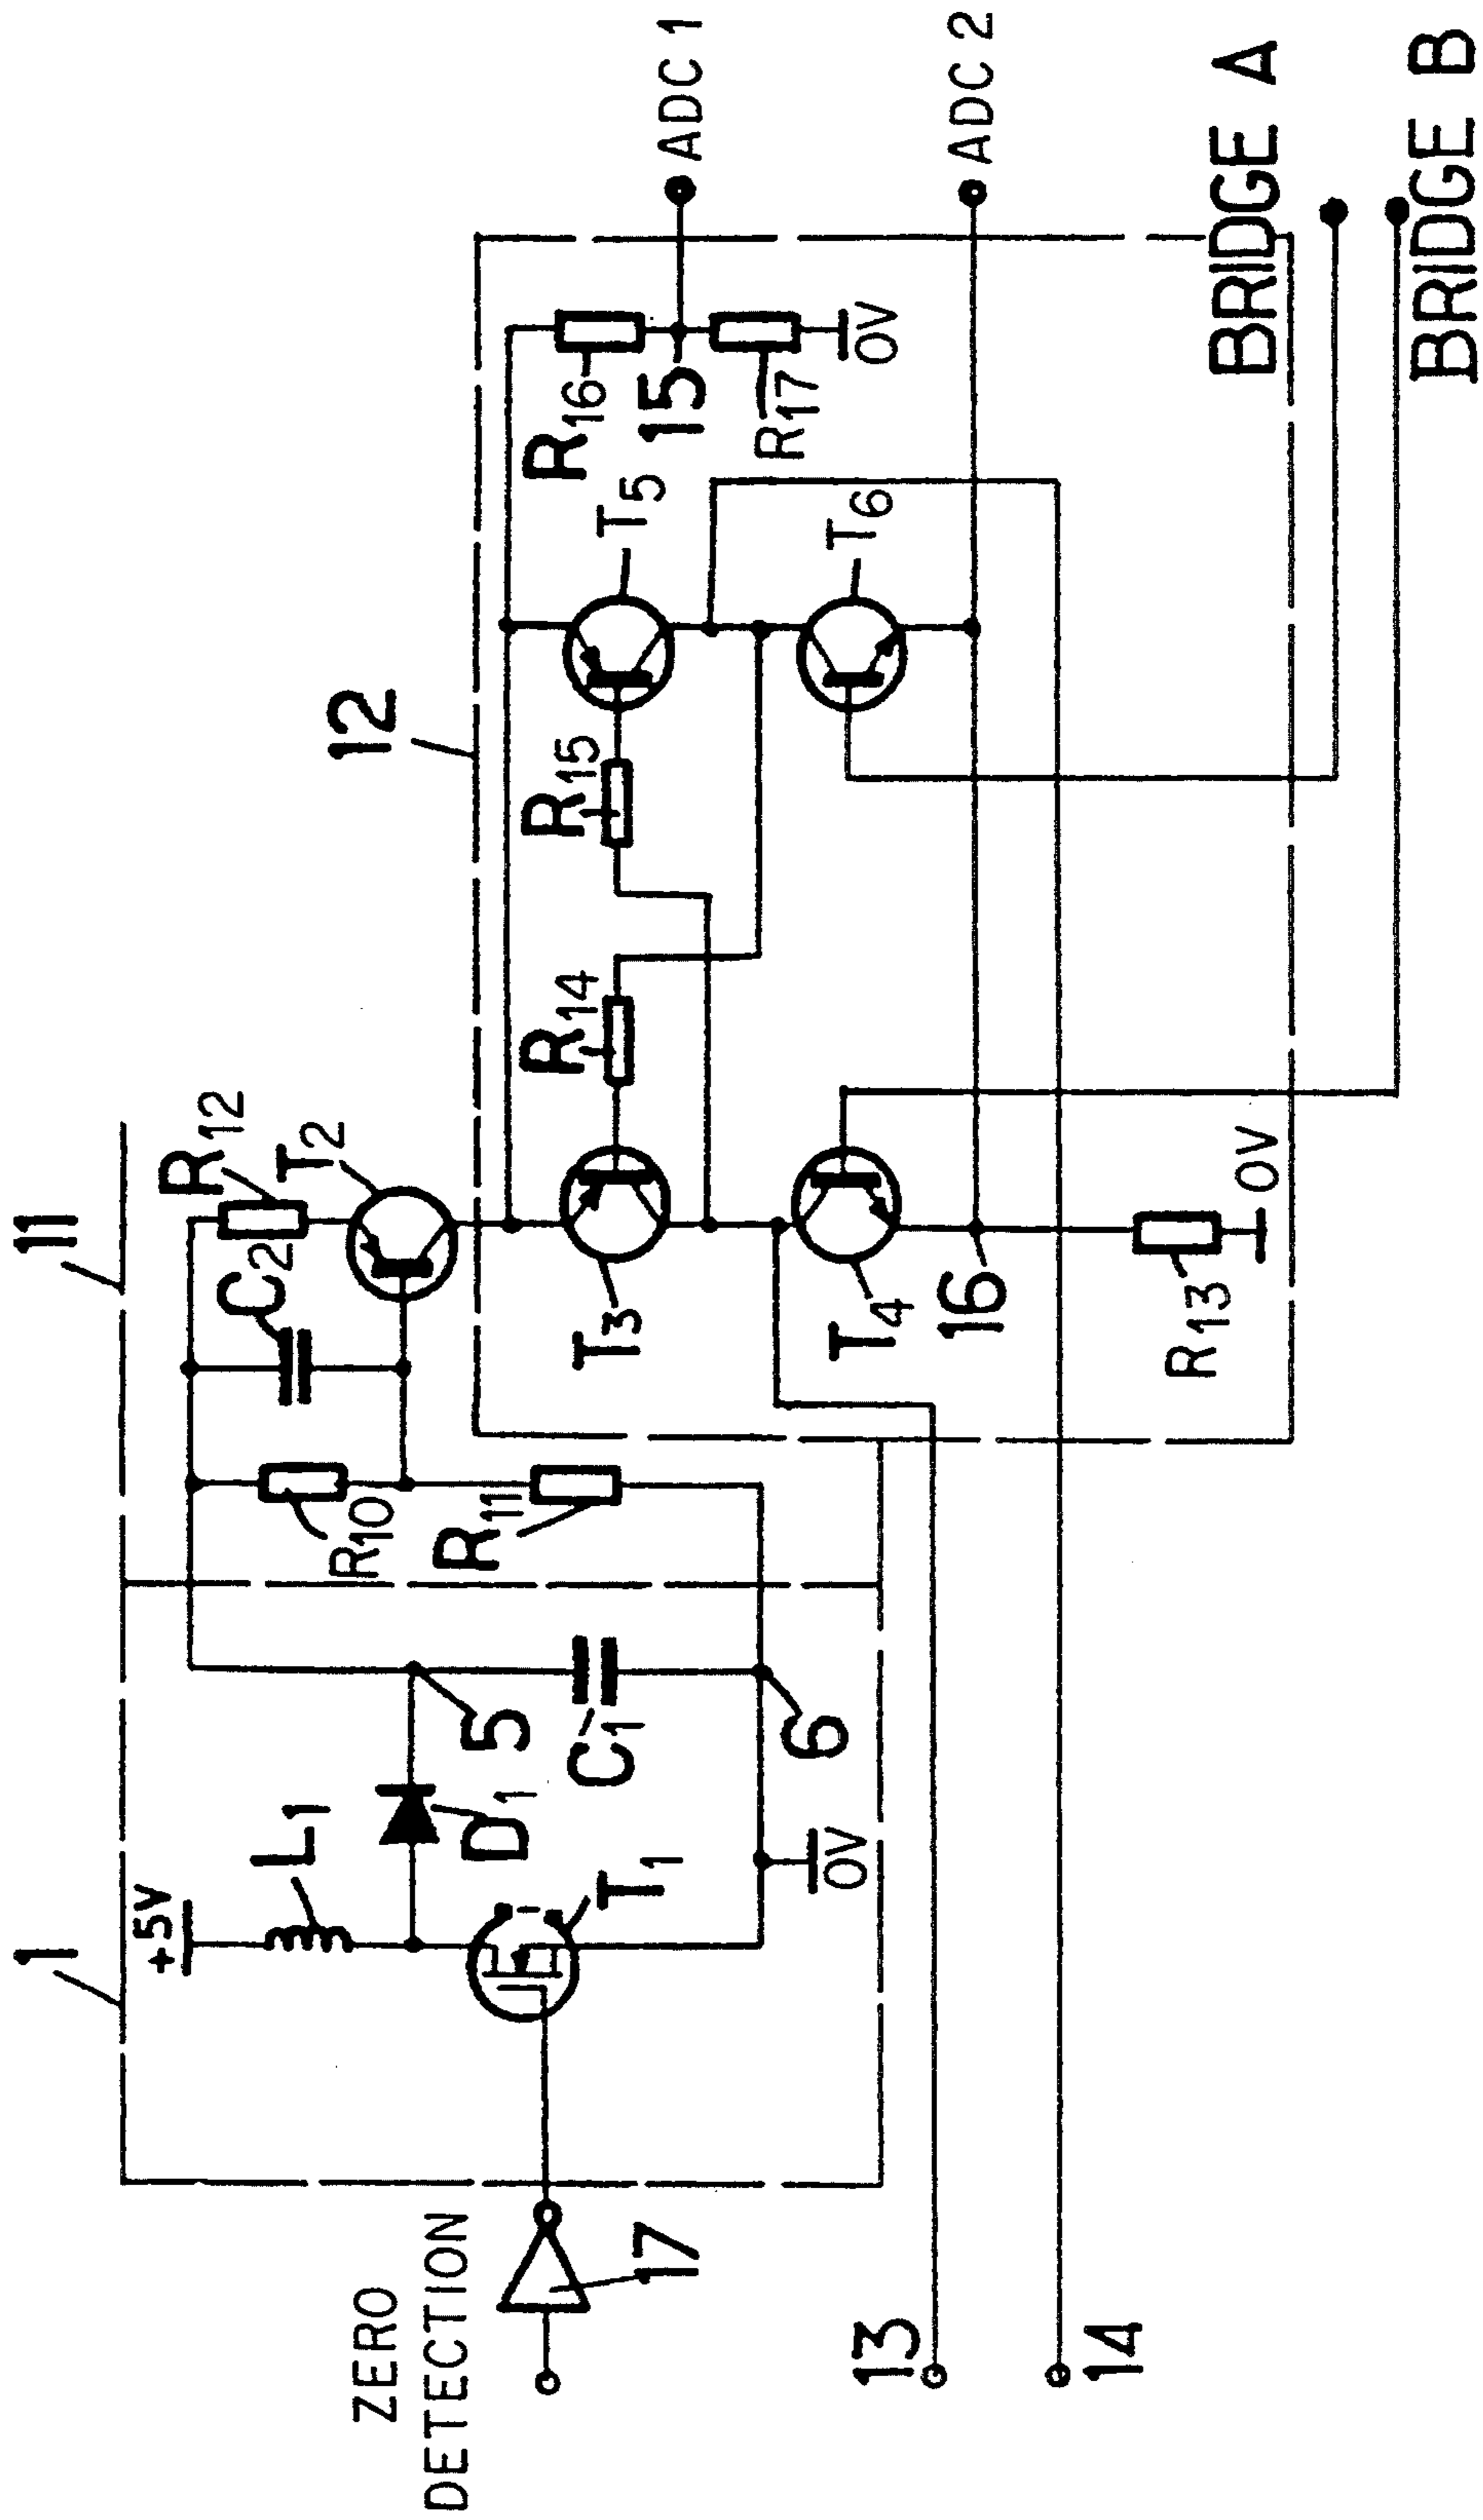 1
11
+5V
L1
D1
5
T1
C1
6
0V
R10
R11
C2
R12
T2
12
T3
R14
R15
T5
R16
15
R17
0V
ADC 1
T4
16
T6
ADC 2
R13
0V
BRIDGE A
BRIDGE B
ZERO
DETECTION
17
13
14